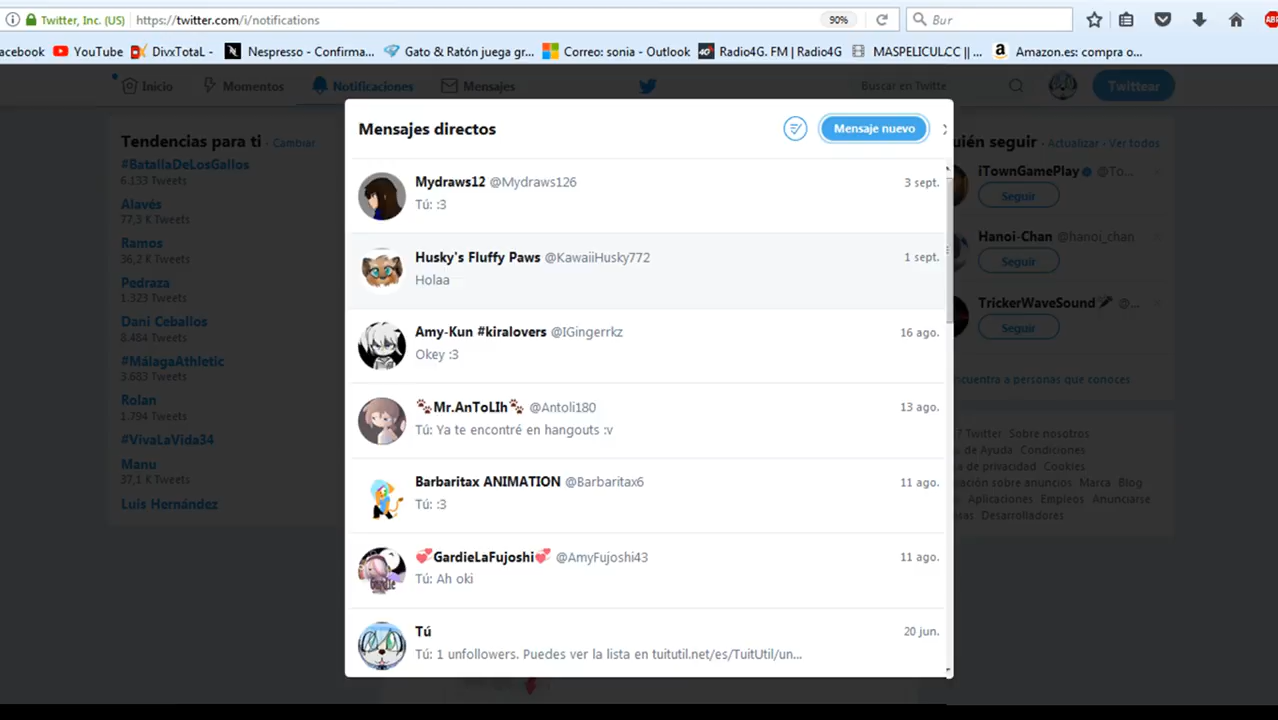 Twitter, Inc. (US) https://twitter.com/i/notifications 90% Bur
acebook YouTube DivxTotaL - Nespresso - Confirma... Gato & Ratón juega gr... Correo: sonia - Outlook Radio4G. FM | Radio4G MASPELICUL.CC || ... Amazon.es: compra o...
Inicio Momentos Notificaciones Mensajes Buscar en Twitte Twittear
Mensajes directos Mensaje nuevo
Tendencias para ti · Cambiar
#BatallaDeLosGallos
6.133 Tweets
Alavés
77,3 K Tweets
Ramos
36,2 K Tweets
Pedraza
1.323 Tweets
Dani Ceballos
8.484 Tweets
#MálagaAthletic
3.683 Tweets
Rolan
1.794 Tweets
#VivaLaVida34
Manu
37,1 K Tweets
Luis Hernández
Mydraws12 @Mydraws126 3 sept.
Tú: :3
Husky's Fluffy Paws @KawaiiHusky772 1 sept.
Holaa
Amy-Kun #kiralovers @IGingerrkz 16 ago.
Okey :3
🐾Mr.AnToLIh🐾 @Antoli180 13 ago.
Tú: Ya te encontré en hangouts :v
Barbaritax ANIMATION @Barbaritax6 11 ago.
Tú: :3
💞GardieLaFujoshi💞 @AmyFujoshi43 11 ago.
Tú: Ah oki
Tú 20 jun.
Tú: 1 unfollowers. Puedes ver la lista en tuitutil.net/es/TuitUtil/un...
uién seguir · Actualizar · Ver todos
iTownGamePlay @To...
Seguir
Hanoi-Chan @hanoi_chan
Seguir
TrickerWaveSound @...
Seguir
ncuentra a personas que conoces
7 Twitter Sobre nosotros
de Ayuda Condiciones
a de privacidad Cookies
ación sobre anuncios Marca Blog
Aplicaciones Empleos Anunciarse
cas Desarrolladores